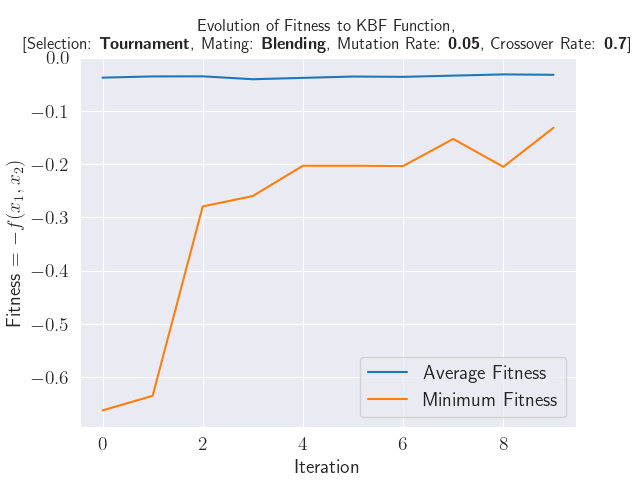 Evolution of Fitness to KBF Function,
[Selection: Tournament, Mating: Blending, Mutation Rate: 0.05, Crossover Rate: 0.7]
0.0
−0.1
−0.2
−0.3
−0.4
−0.5
−0.6
Fitness = −f(x₁, x₂)
Average Fitness
Minimum Fitness
0 2 4 6 8
Iteration